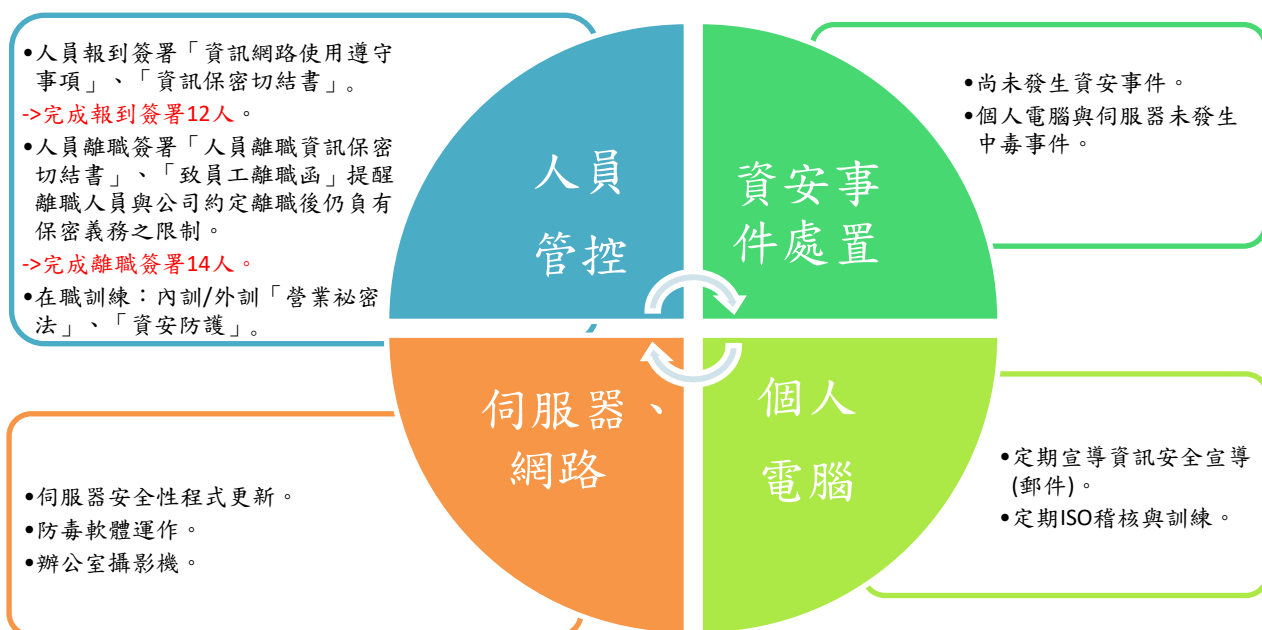 •人員報到簽署「資訊網路使用遵守
事項」、「資訊保密切結書」。
->完成報到簽署12人。
•人員離職簽署「人員離職資訊保密
切結書」、「致員工離職函」提醒
離職人員與公司約定離職後仍負有
保密義務之限制。
->完成離職簽署14人。
•在職訓練：內訓/外訓「營業祕密
法」、「資安防護」。
人員
管控
資安事
件處置
•尚未發生資安事件。
•個人電腦與伺服器未發生
中毒事件。
伺服器、
網路
•伺服器安全性程式更新。
•防毒軟體運作。
•辦公室攝影機。
個人
電腦
•定期宣導資訊安全宣導
(郵件)。
•定期ISO稽核與訓練。